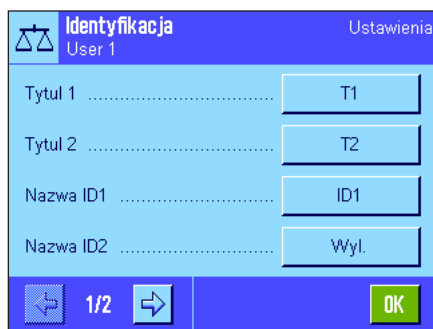 Identyfikacja
Ustawienia
User 1
Tytul 1 ................................ T1
Tytul 2 ................................ T2
Nazwa ID1 .......................... ID1
Nazwa ID2 .......................... Wyl.
1/2
OK